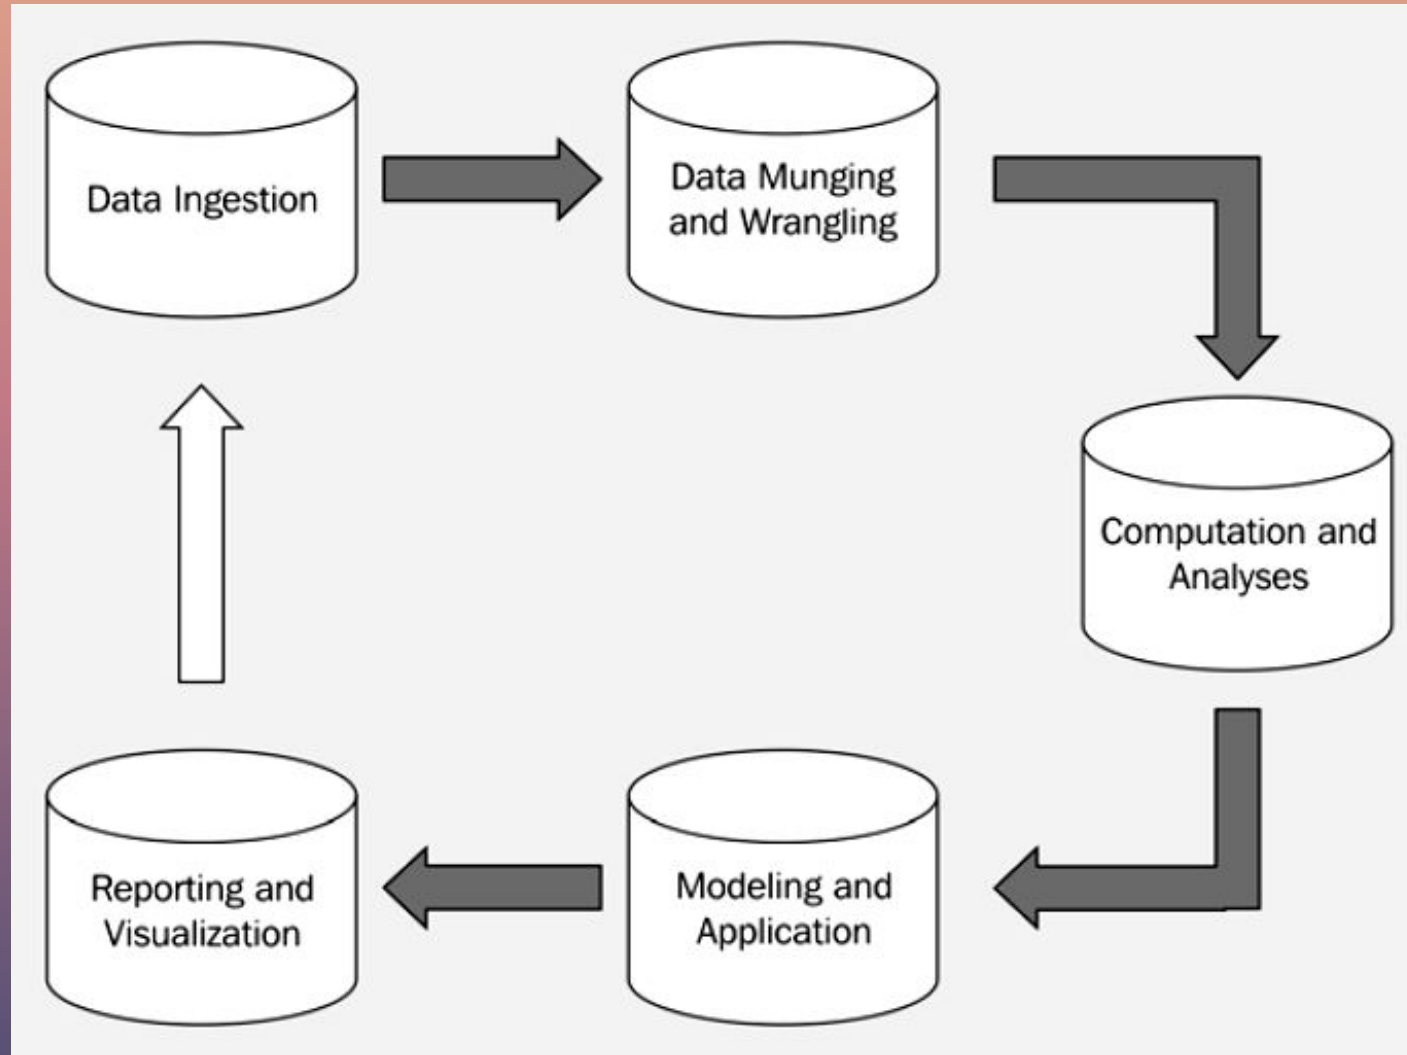 Data Ingestion
Data Munging
and Wrangling
Computation and
Analyses
Modeling and
Application
Reporting and
Visualization